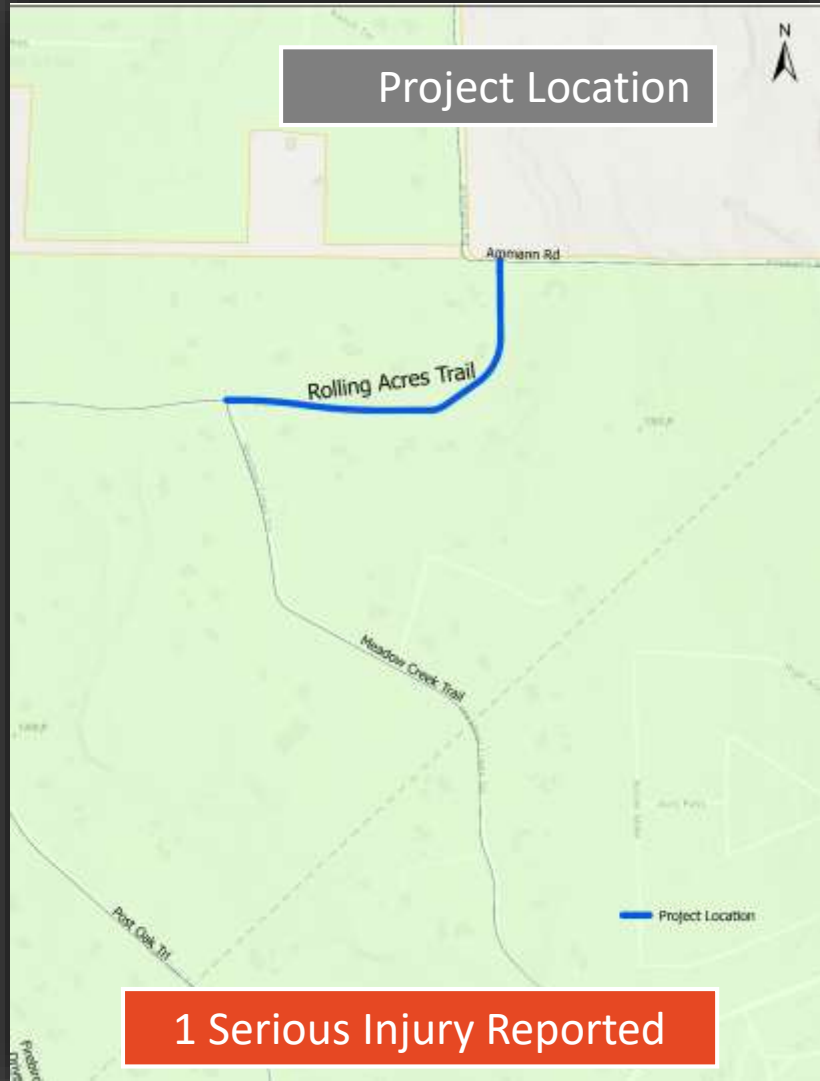 N
Project Location
Ammann Rd
Rolling Acres Trail
Meadow Creek Trail
Project Location
Post Oak Trl
1 Serious Injury Reported